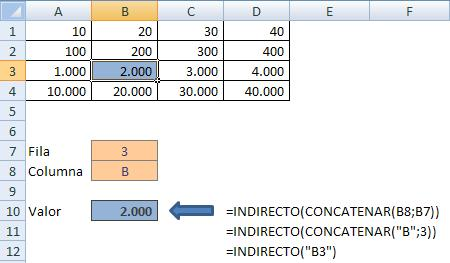 A B C D E F
1 10 20 30 40
2 100 200 300 400
3 1.000 2.000 3.000 4.000
4 10.000 20.000 30.000 40.000
5
6
7 Fila 3
8 Columna B
9
10 Valor 2.000 =INDIRECTO(CONCATENAR(B8;B7))
11 =INDIRECTO(CONCATENAR("B";3))
12 =INDIRECTO("B3")